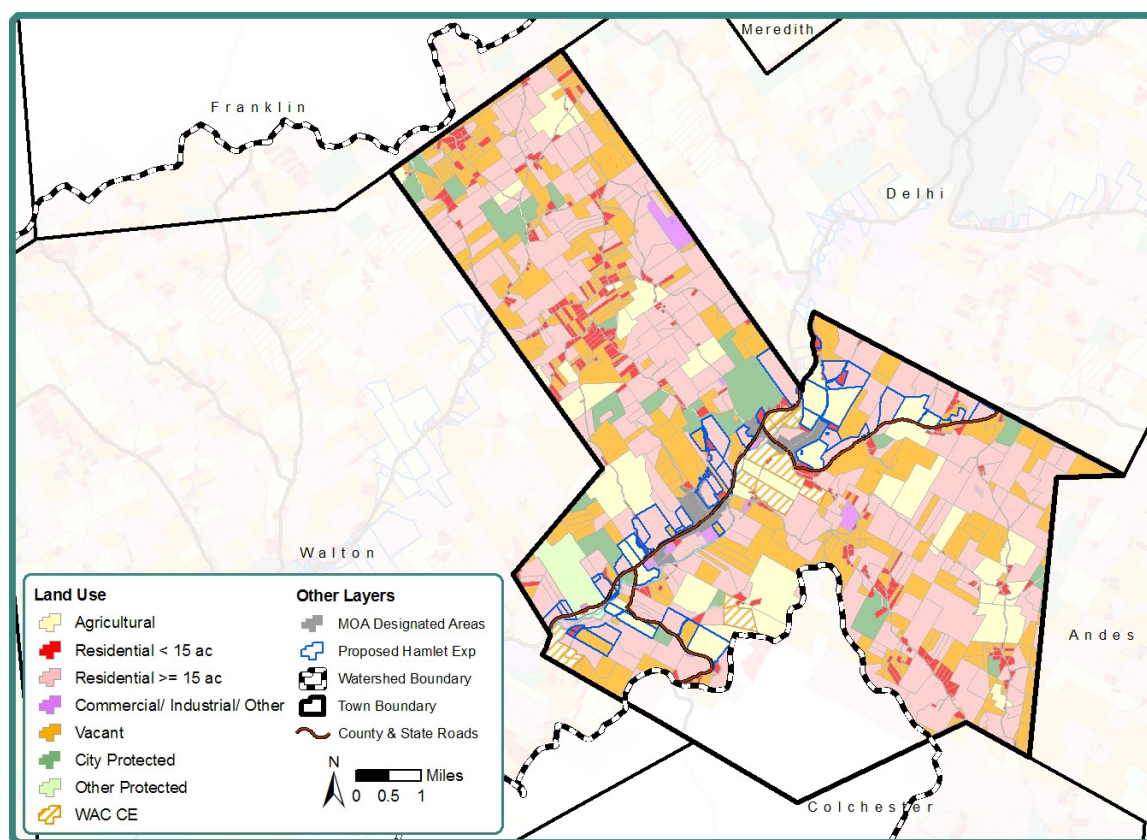 Meredith
Franklin
Delhi
Walton
Andes
Colchester
Land Use
Agricultural
Residential < 15 ac
Residential >= 15 ac
Commercial/ Industrial/ Other
Vacant
City Protected
Other Protected
WAC CE
Other Layers
MOA Designated Areas
Proposed Hamlet Exp
Watershed Boundary
Town Boundary
County & State Roads
N
Miles
0 0.5 1